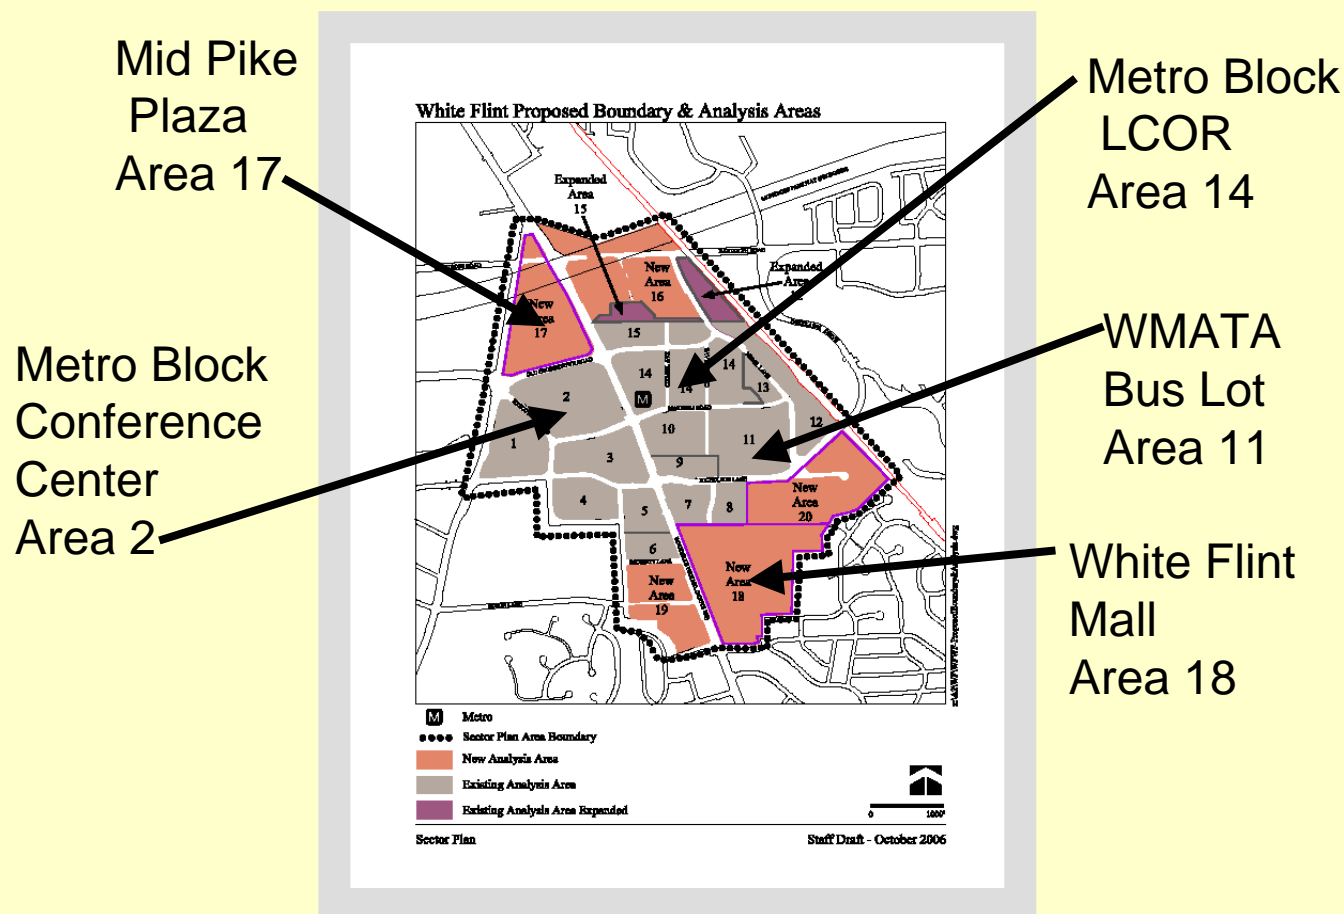 Mid Pike
Plaza
Area 17
Metro Block
Conference
Center
Area 2
Metro Block
LCOR
Area 14
WMATA
Bus Lot
Area 11
White Flint
Mall
Area 18
White Flint Proposed Boundary & Analysis Areas
Expanded
Area
15
Expanded
Area
New
Area
16
New
Area
17
15
14
14
14
13
M
2
1
3
10
11
12
9
4
5
7
8
6
New
Area
20
New
Area
18
New
Area
19
M Metro
Sector Plan Area Boundary
New Analysis Area
Existing Analysis Area
Existing Analysis Area Expanded
0 1000'
Sector Plan
Staff Draft - October 2006